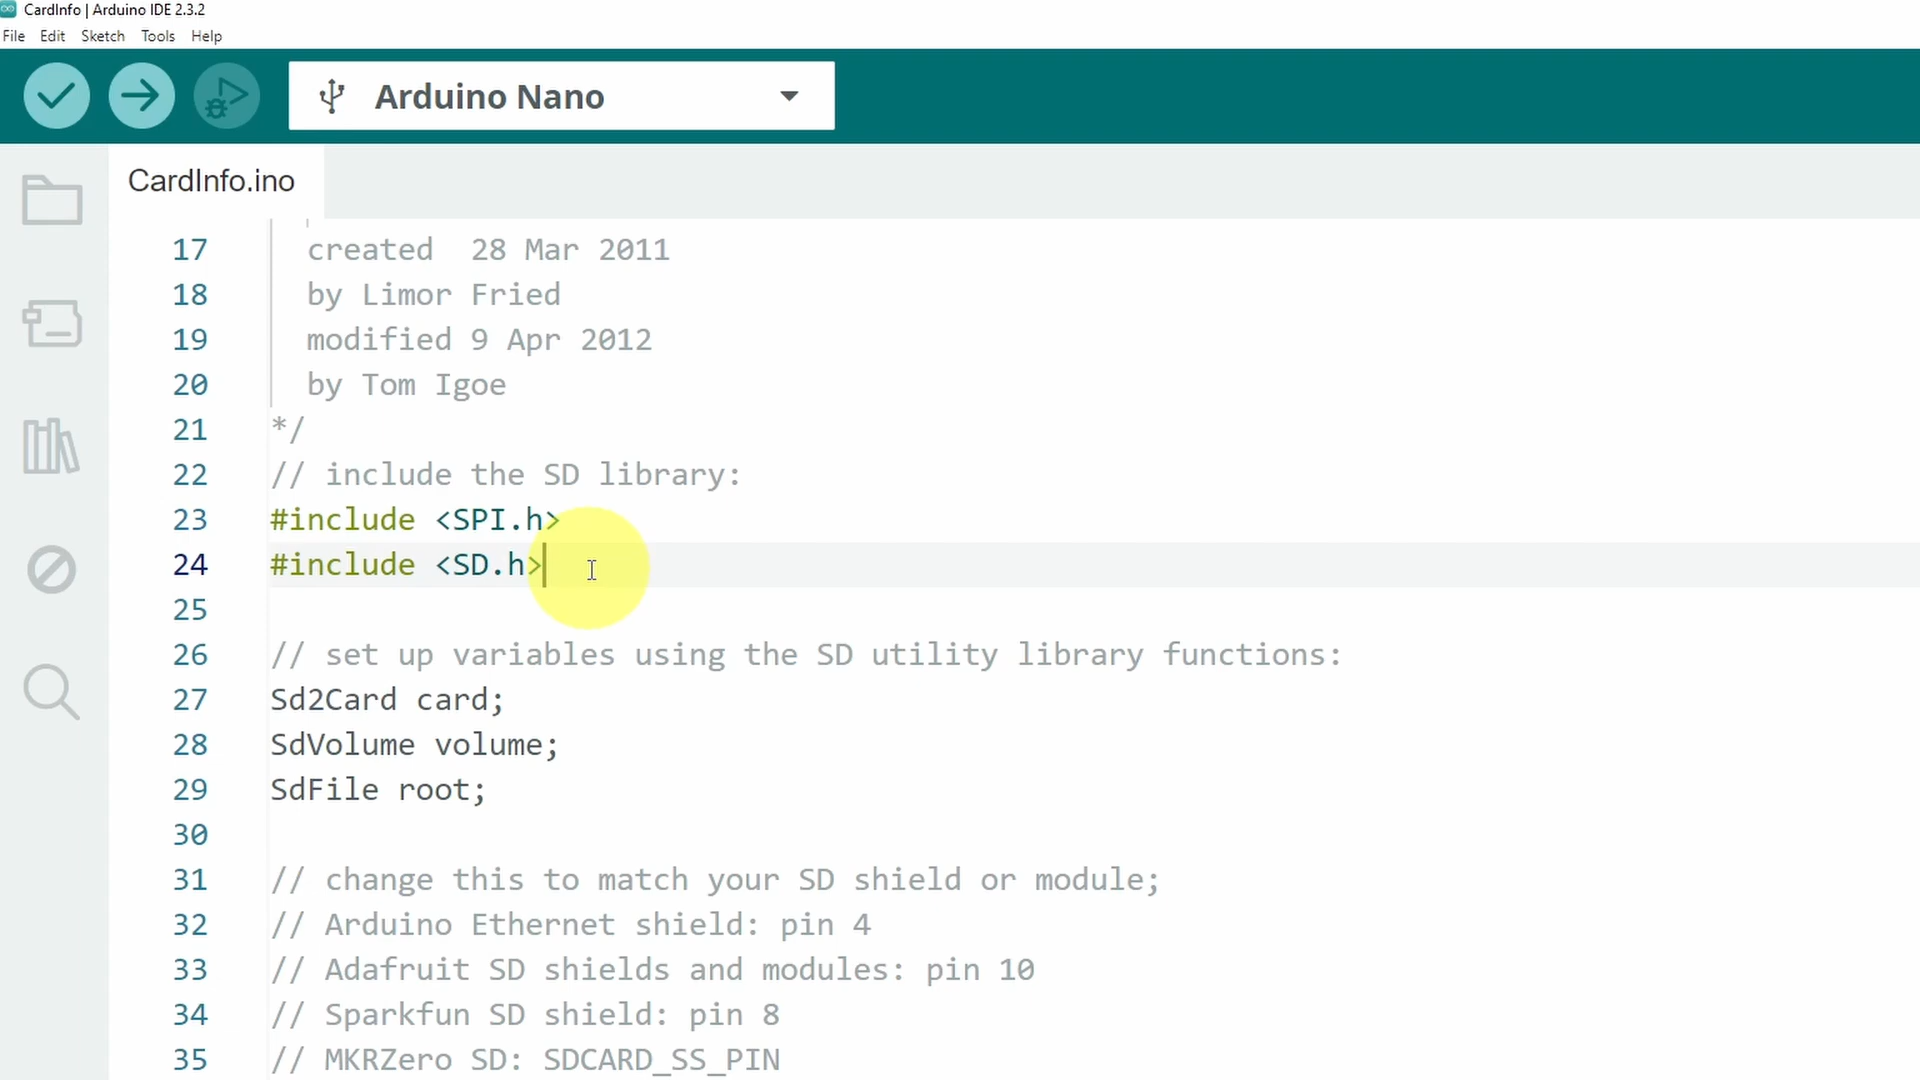 CardInfo | Arduino IDE 2.3.2
File Edit Sketch Tools Help
Arduino Nano
CardInfo.ino
17 created  28 Mar 2011
18 by Limor Fried
19 modified 9 Apr 2012
20 by Tom Igoe
21 */
22 // include the SD library:
23 #include <SPI.h>
24 #include <SD.h>
25
26 // set up variables using the SD utility library functions:
27 Sd2Card card;
28 SdVolume volume;
29 SdFile root;
30
31 // change this to match your SD shield or module;
32 // Arduino Ethernet shield: pin 4
33 // Adafruit SD shields and modules: pin 10
34 // Sparkfun SD shield: pin 8
35 // MKRZero SD: SDCARD_SS_PIN